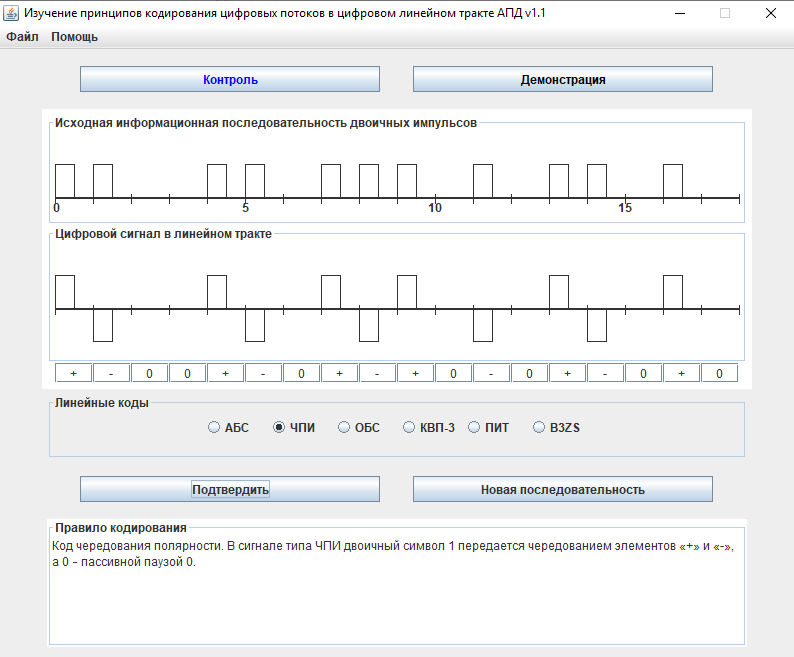 Изучение принципов кодирования цифровых потоков в цифровом линейном тракте АПД v1.1
Файл Помощь
Контроль Демонстрация
Исходная информационная последовательность двоичных импульсов
0 5 10 15
Цифровой сигнал в линейном тракте
+ - 0 0 + - 0 + - + 0 - 0 + - 0 + 0
Линейные коды
АБС ЧПИ ОБС КВП-3 ПИТ B3ZS
Подтвердить Новая последовательность
Правило кодирования
Код чередования полярности. В сигнале типа ЧПИ двоичный символ 1 передается чередованием элементов «+» и «-»,
а 0 - пассивной паузой 0.